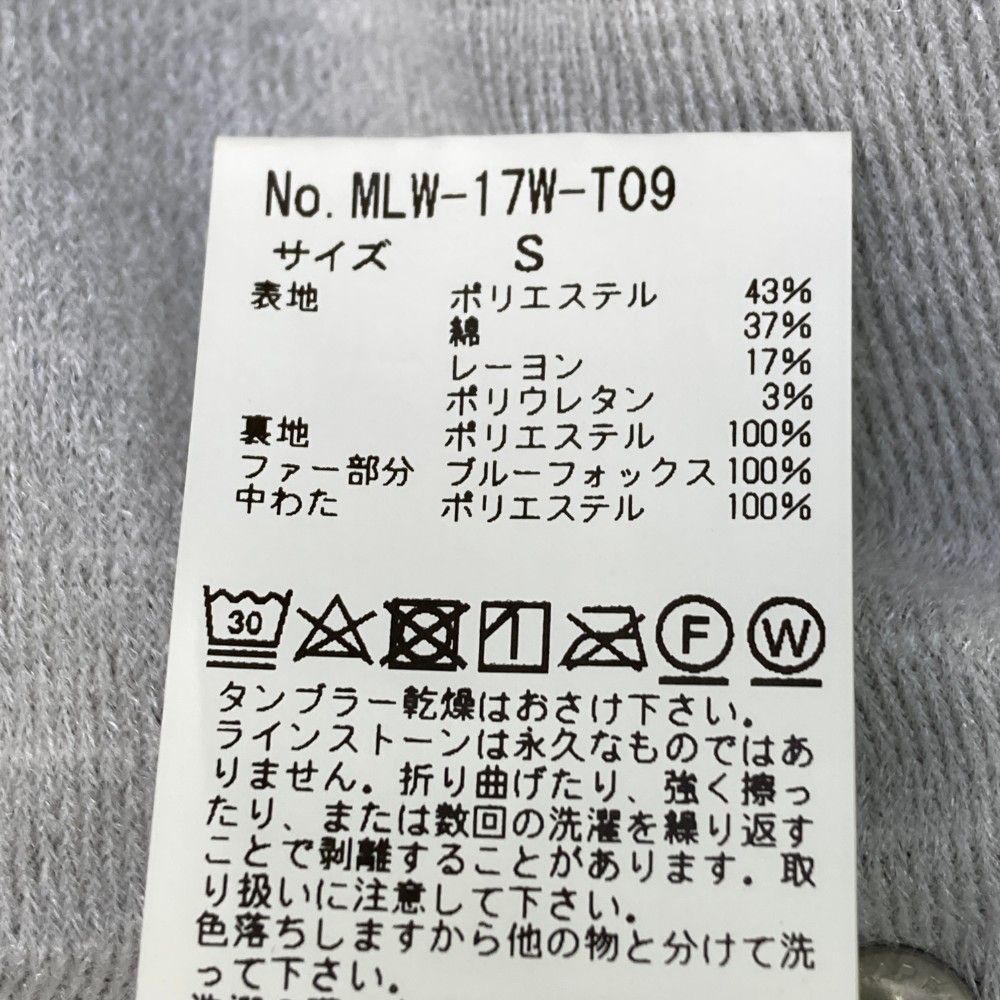 No. MLW-17W-T09
サイズ S
表地 ポリエステル 43%
綿 37%
レーヨン 17%
ポリウレタン 3%
裏地 ポリエステル 100%
ファー部分 ブルーフォックス 100%
中わた ポリエステル 100%
30 F W
タンブラー乾燥はおさけ下さい。
ラインストーンは永久なものではあ
りません。折り曲げたり、強く擦っ
たり、または数回の洗濯を繰り返す
ことで剥離することがあります。取
り扱いに注意して下さい。
色落ちしますから他の物と分けて洗
って下さい。